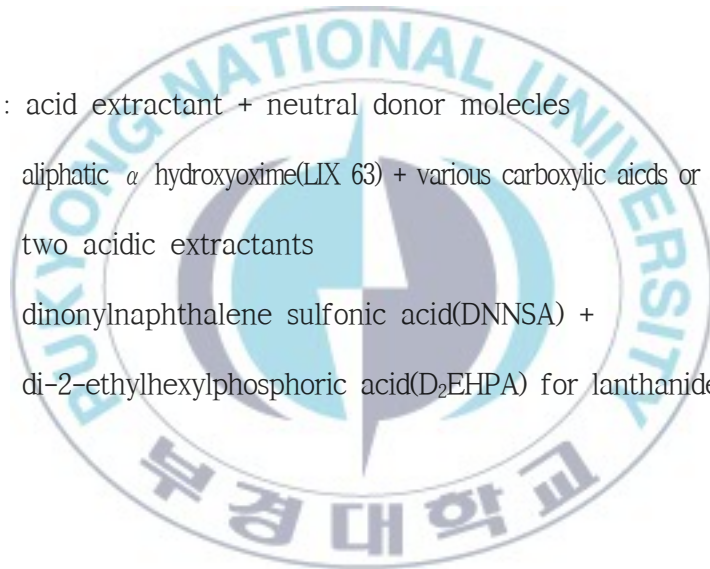 : acid extractant + neutral donor molecles
aliphatic α hydroxyoxime(LIX 63) + various carboxylic aicds or
two acidic extractants
dinonylnaphthalene sulfonic acid(DNNSA) +
di-2-ethylhexylphosphoric acid(D₂EHPA) for lanthanide
PUKYONG NATIONAL UNIVERSITY
부경대학교